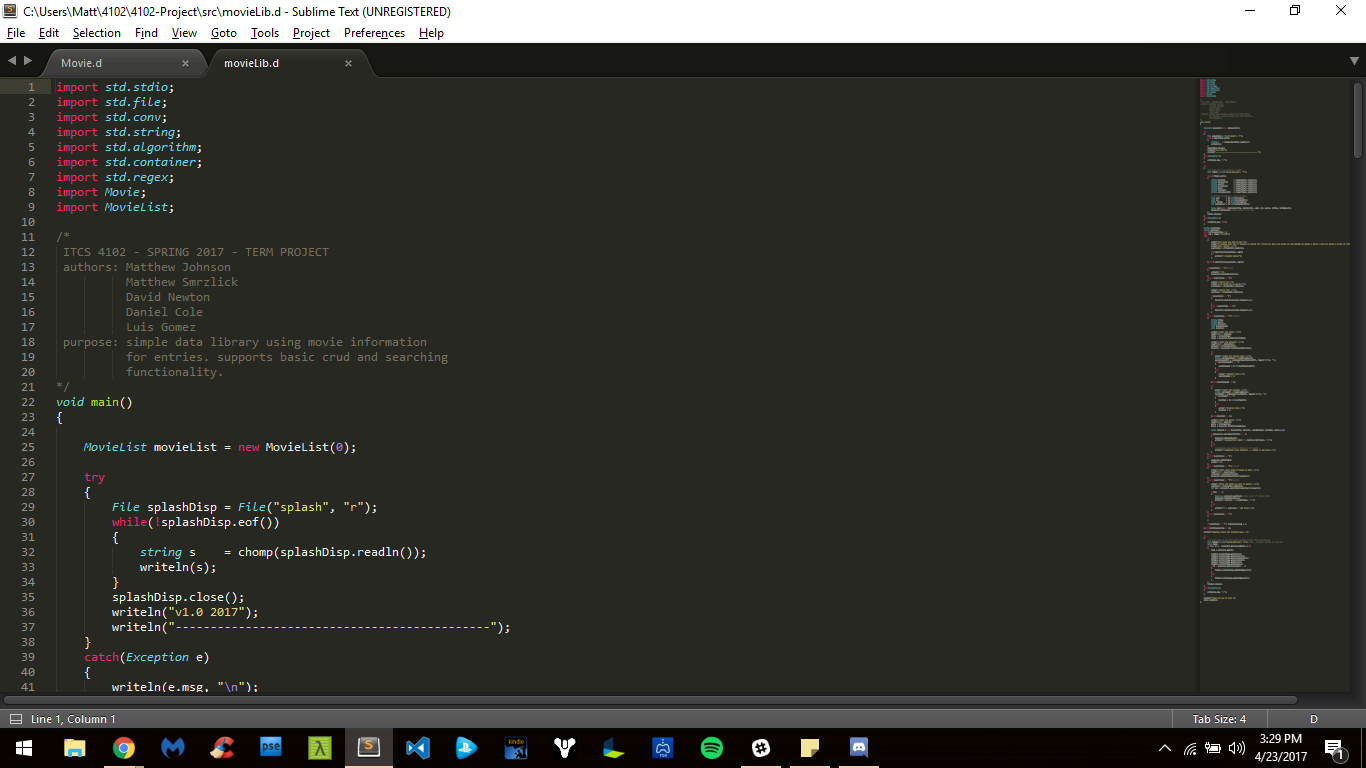 C:\Users\Matt\4102\4102-Project\src\movieLib.d - Sublime Text (UNREGISTERED)
File Edit Selection Find View Goto Tools Project Preferences Help
Movie.d × movieLib.d ×
1 import std.stdio;
2 import std.file;
3 import std.conv;
4 import std.string;
5 import std.algorithm;
6 import std.container;
7 import std.regex;
8 import Movie;
9 import MovieList;
10
11 /*
12 ITCS 4102 - SPRING 2017 - TERM PROJECT
13 authors: Matthew Johnson
14 Matthew Smrzlick
15 David Newton
16 Daniel Cole
17 Luis Gomez
18 purpose: simple data library using movie information
19 for entries. supports basic crud and searching
20 functionality.
21 */
22 void main()
23 {
24
25 MovieList movieList = new MovieList(0);
26
27 try
28 {
29 File splashDisp = File("splash", "r");
30 while(!splashDisp.eof())
31 {
32 string s    = chomp(splashDisp.readln());
33 writeln(s);
34 }
35 splashDisp.close();
36 writeln("v1.0 2017");
37 writeln("---------------------------------------------");
38 }
39 catch(Exception e)
40 {
41 writeln(e.msg, "\n");
Line 1, Column 1 Tab Size: 4 D
pse kindle
3:29 PM
4/23/2017
1